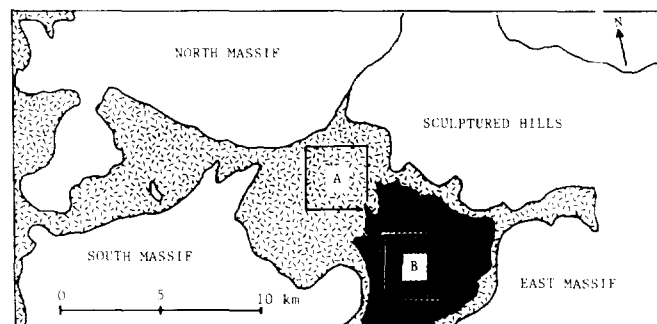 N
NORTH MASSIF
SCULPTURED HILLS
A
SOUTH MASSIF
B
EAST MASSIF
0 5 10 km